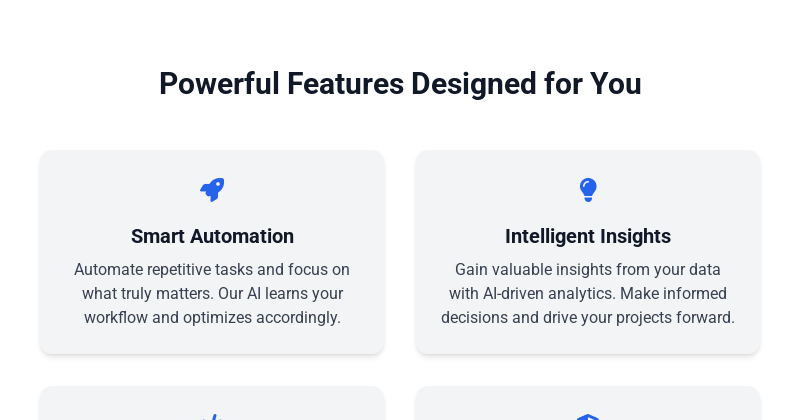 Powerful Features Designed for You
Smart Automation
Automate repetitive tasks and focus on
what truly matters. Our AI learns your
workflow and optimizes accordingly.
Intelligent Insights
Gain valuable insights from your data
with AI-driven analytics. Make informed
decisions and drive your projects forward.